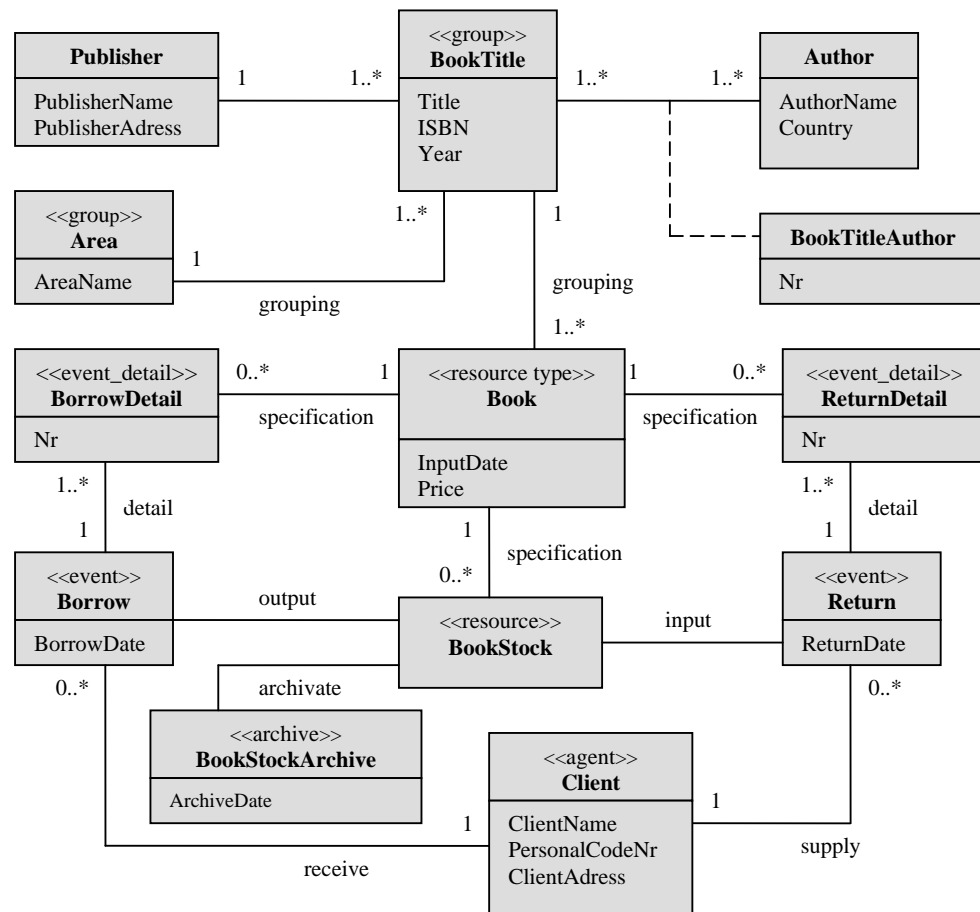 Publisher
PublisherName
PublisherAdress
1
1..*
<<group>>
BookTitle
Title
ISBN
Year
1..*
1..*
Author
AuthorName
Country
<<group>>
Area
AreaName
1
1..*
grouping
1
grouping
1..*
BookTitleAuthor
Nr
<<event_detail>>
BorrowDetail
Nr
0..*
1
specification
<<resource type>>
Book
InputDate
Price
1
0..*
specification
<<event_detail>>
ReturnDetail
Nr
1..*
detail
1
1
specification
0..*
1..*
detail
1
<<event>>
Borrow
BorrowDate
output
<<resource>>
BookStock
input
<<event>>
Return
ReturnDate
0..*
archivate
0..*
<<archive>>
BookStockArchive
ArchiveDate
<<agent>>
Client
ClientName
PersonalCodeNr
ClientAdress
1
receive
1
supply